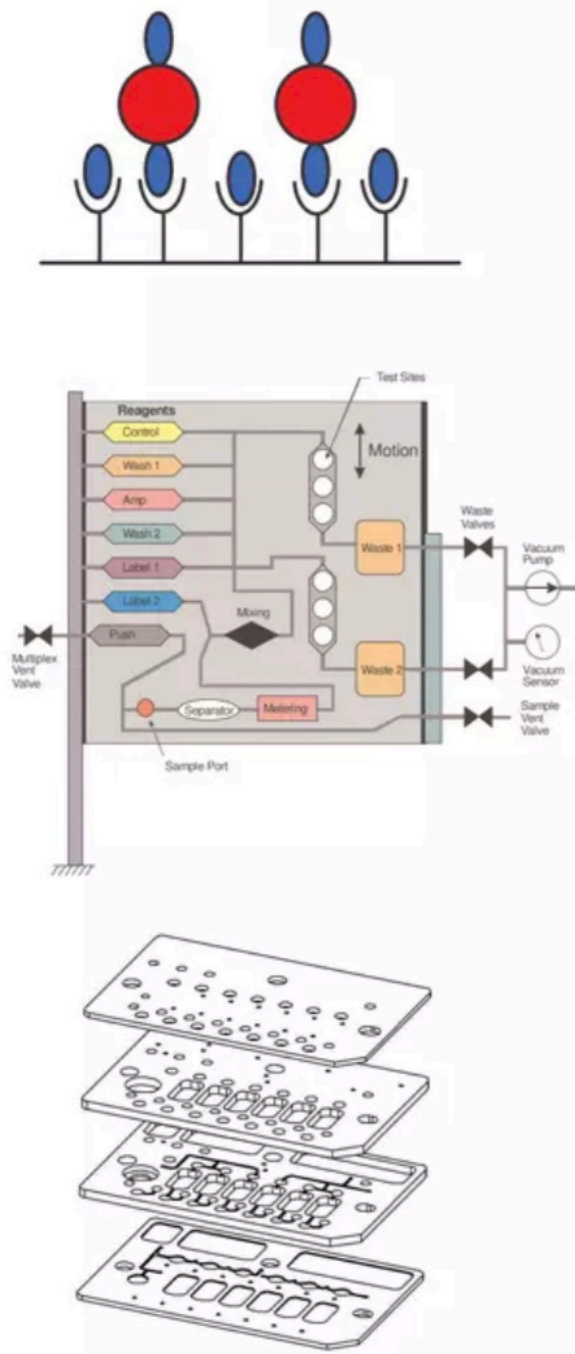 Test Sites
Reagents
Control
Motion
Wash 1
Amp
Waste
Valves
Wash 2
Waste 1
Vacuum
Pump
Label 1
Label 2
Mixing
Push
Multiplex
Vent
Valve
Waste 2
Vacuum
Sensor
Separator
Metering
Sample
Vent
Valve
Sample Port